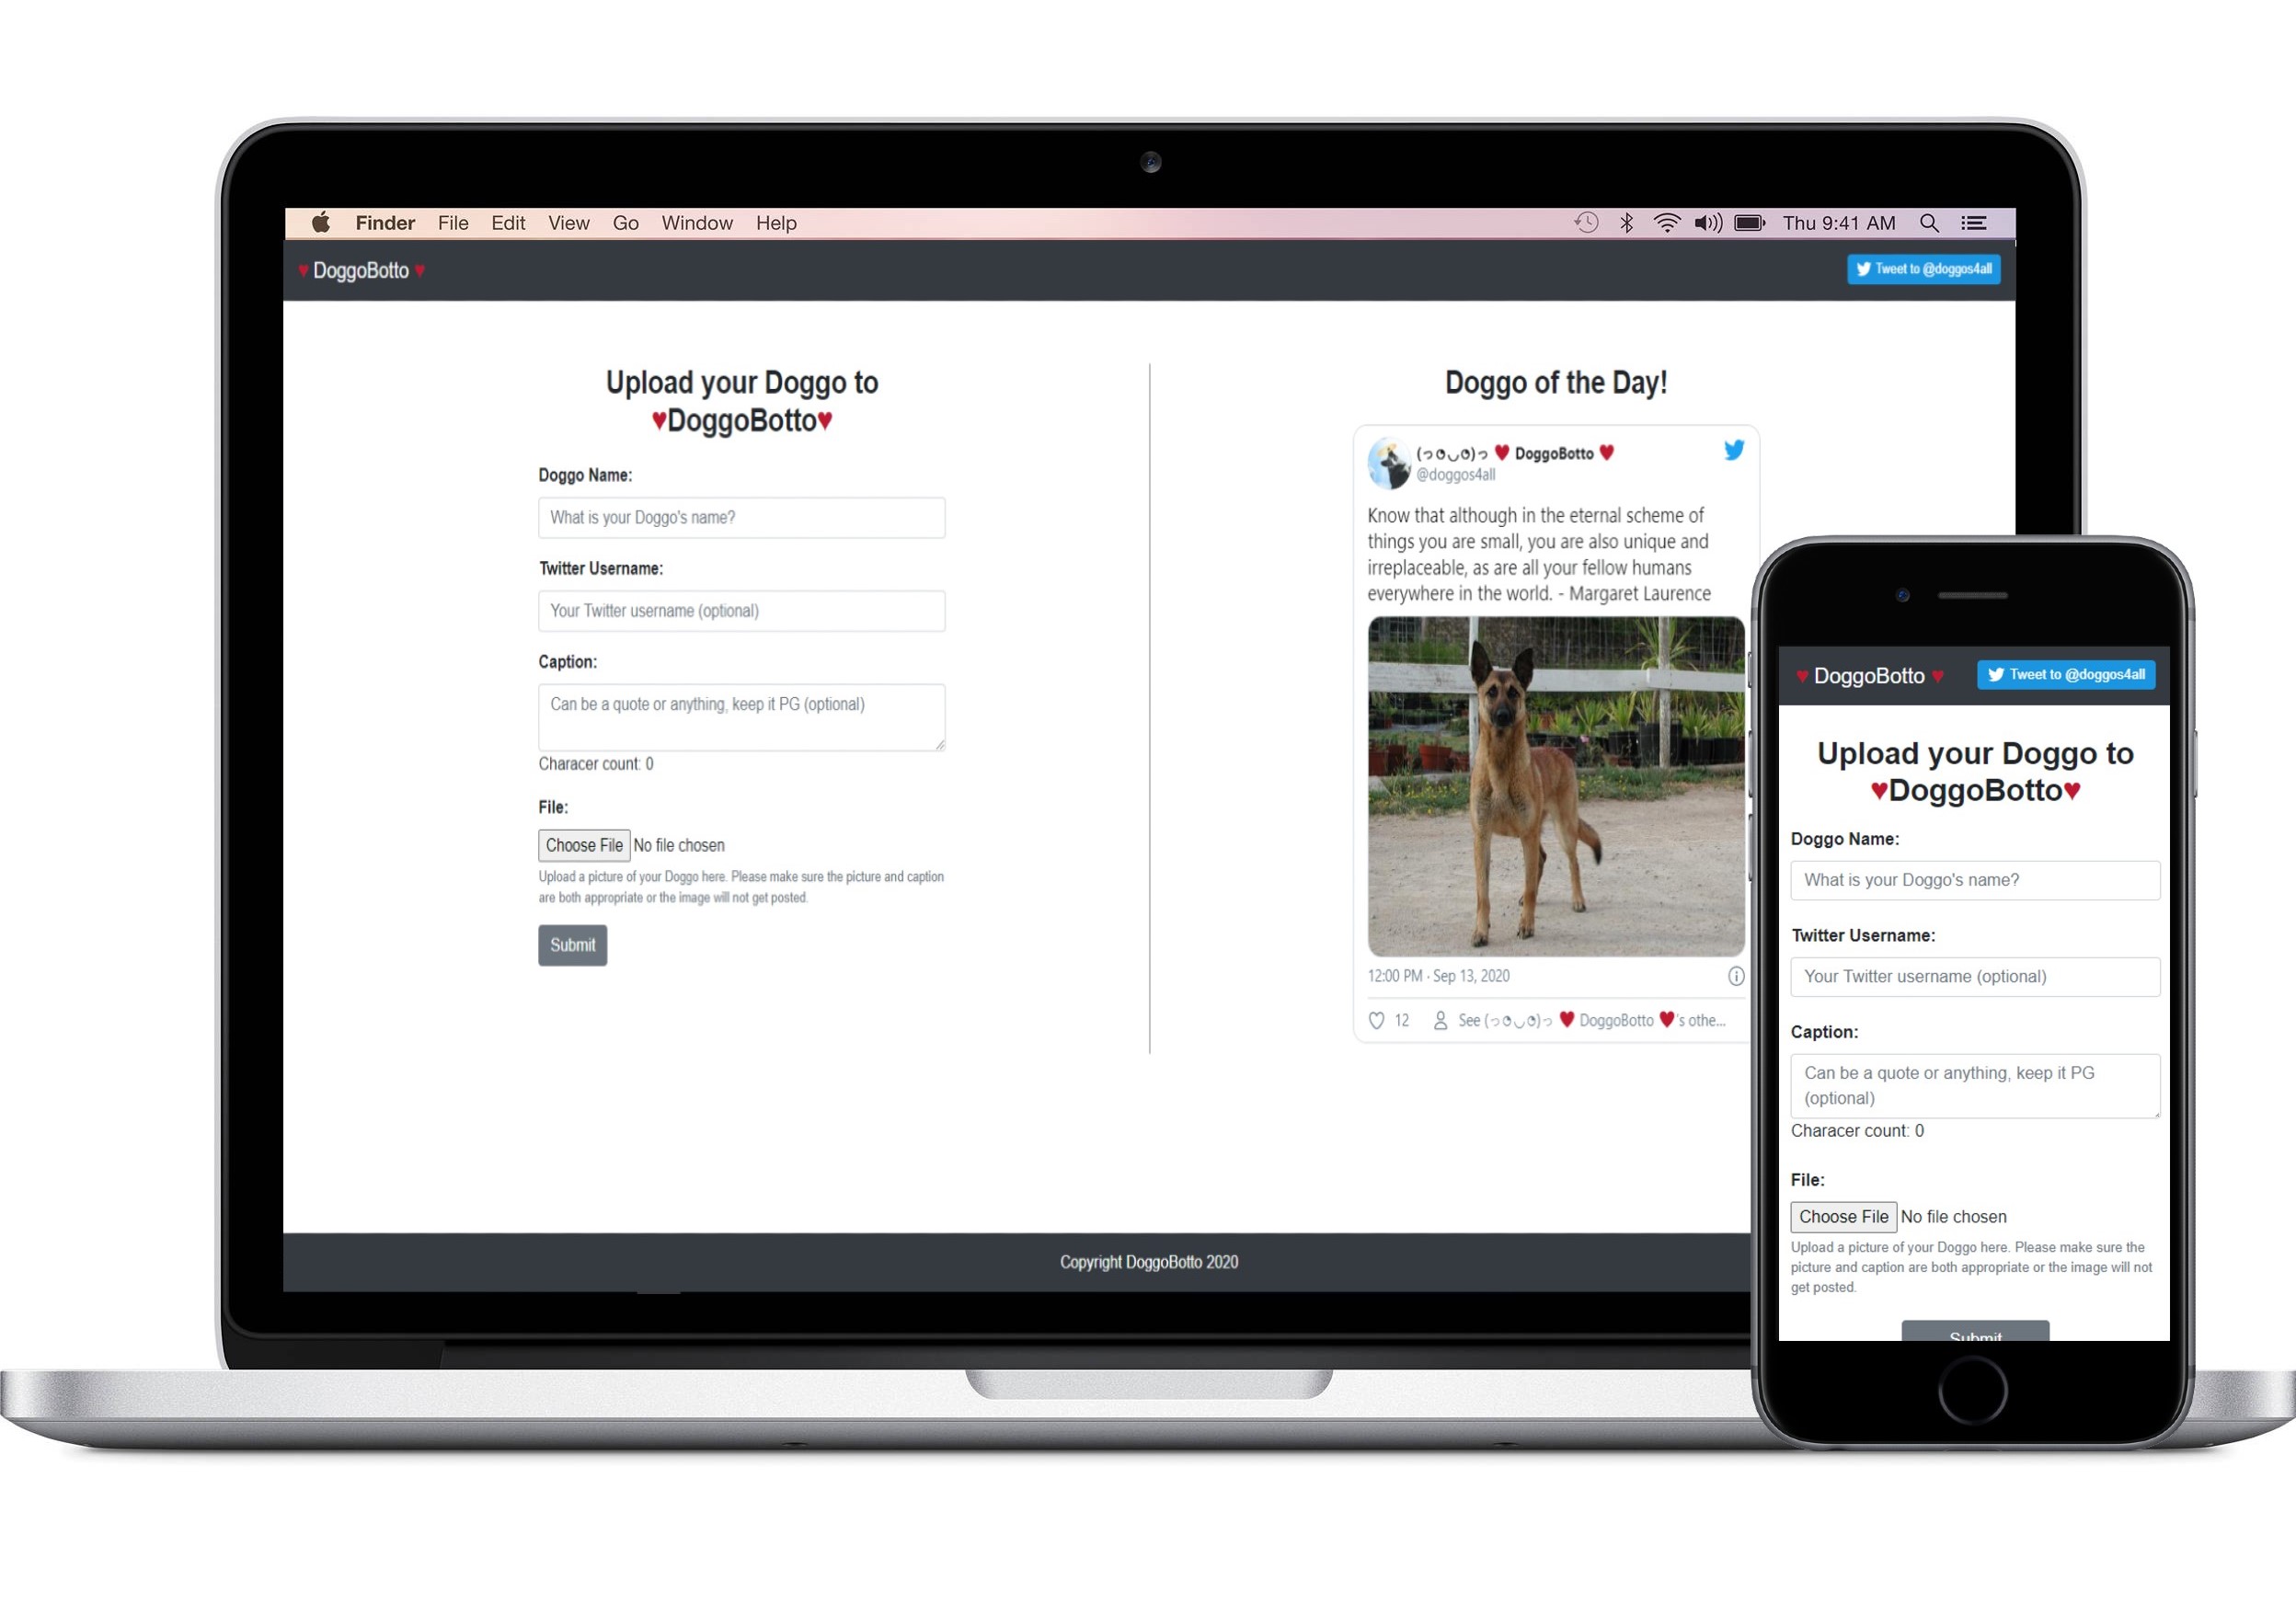 Finder File Edit View Go Window Help Thu 9:41 AM
♥ DoggoBotto ♥ Tweet to @doggos4all
Upload your Doggo to
♥DoggoBotto♥
Doggo Name:
What is your Doggo's name?
Twitter Username:
Your Twitter username (optional)
Caption:
Can be a quote or anything, keep it PG (optional)
Characer count: 0
File:
Choose File No file chosen
Upload a picture of your Doggo here. Please make sure the picture and caption
are both appropriate or the image will not get posted.
Submit
Doggo of the Day!
(っ◔◡◔)っ ♥ DoggoBotto ♥
@doggos4all
Know that although in the eternal scheme of
things you are small, you are also unique and
irreplaceable, as are all your fellow humans
everywhere in the world. - Margaret Laurence
12:00 PM · Sep 13, 2020
12 See (っ◔◡◔)っ ♥ DoggoBotto ♥'s othe...
Copyright DoggoBotto 2020
♥ DoggoBotto ♥ Tweet to @doggos4all
Upload your Doggo to
♥DoggoBotto♥
Doggo Name:
What is your Doggo's name?
Twitter Username:
Your Twitter username (optional)
Caption:
Can be a quote or anything, keep it PG
(optional)
Characer count: 0
File:
Choose File No file chosen
Upload a picture of your Doggo here. Please make sure the
picture and caption are both appropriate or the image will not
get posted.
Submit